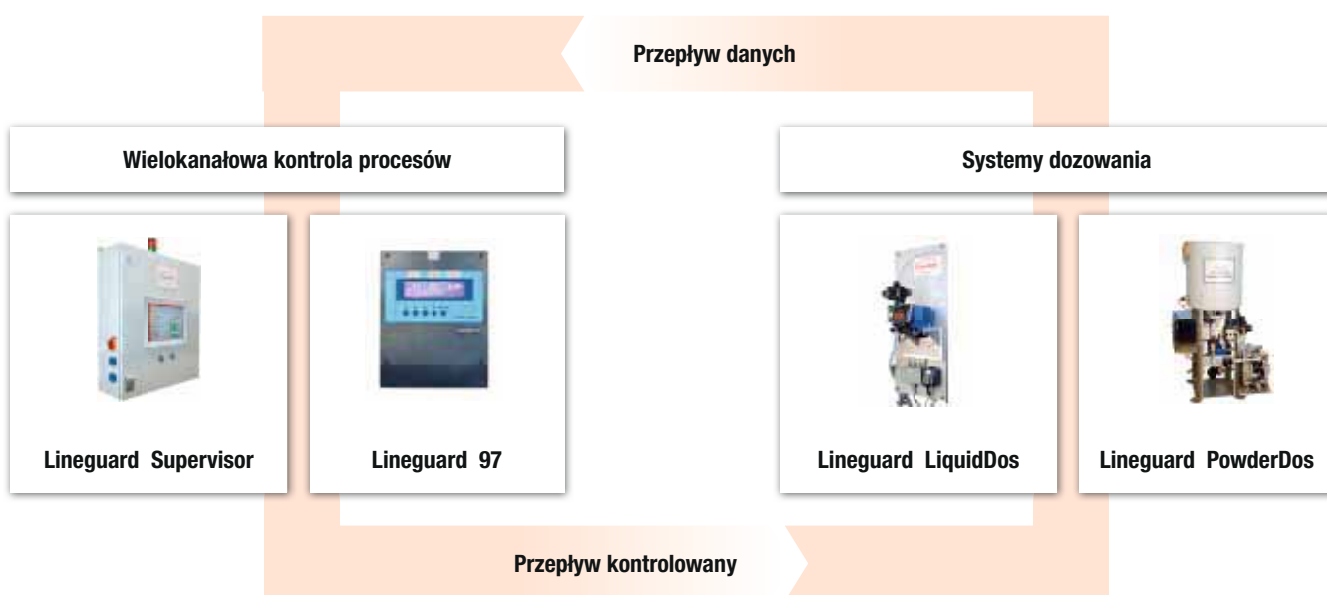 Przepływ danych
Wielokanałowa kontrola procesów
Systemy dozowania
Lineguard Supervisor
Lineguard 97
Lineguard LiquidDos
Lineguard PowderDos
Przepływ kontrolowany